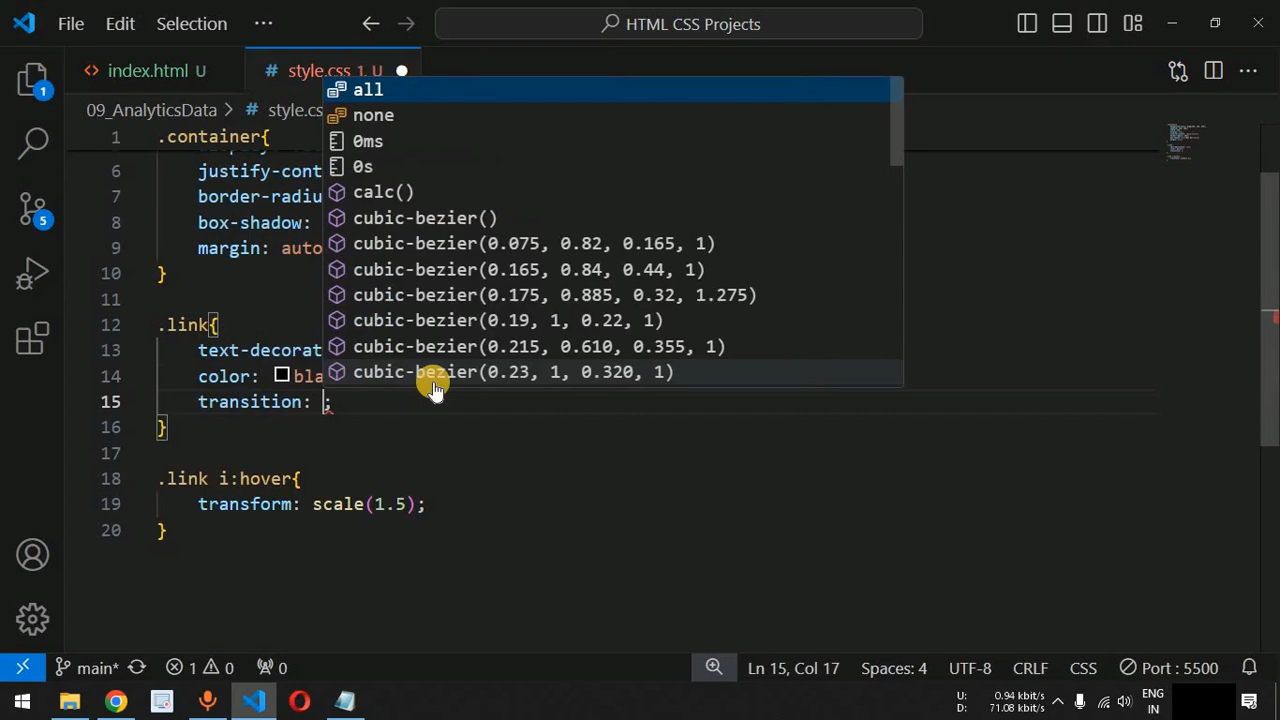 File Edit Selection ··· HTML CSS Projects
index.html U # style.css 1, U
09_AnalyticsData > # style.cs
1 .container{
6 justify-cont
7 border-radiu
8 box-shadow:
9 margin: auto
10 }
11
12 .link{
13 text-decorat
14 color: bla
15 transition: ;
16 }
17
18 .link i:hover{
19 transform: scale(1.5);
20 }
all
none
0ms
0s
calc()
cubic-bezier()
cubic-bezier(0.075, 0.82, 0.165, 1)
cubic-bezier(0.165, 0.84, 0.44, 1)
cubic-bezier(0.175, 0.885, 0.32, 1.275)
cubic-bezier(0.19, 1, 0.22, 1)
cubic-bezier(0.215, 0.610, 0.355, 1)
cubic-bezier(0.23, 1, 0.320, 1)
1
5
main* 1 0 0 Ln 15, Col 17 Spaces: 4 UTF-8 CRLF CSS Port : 5500
U: 0.94 kbit/s
D: 71.08 kbit/s
ENG
IN